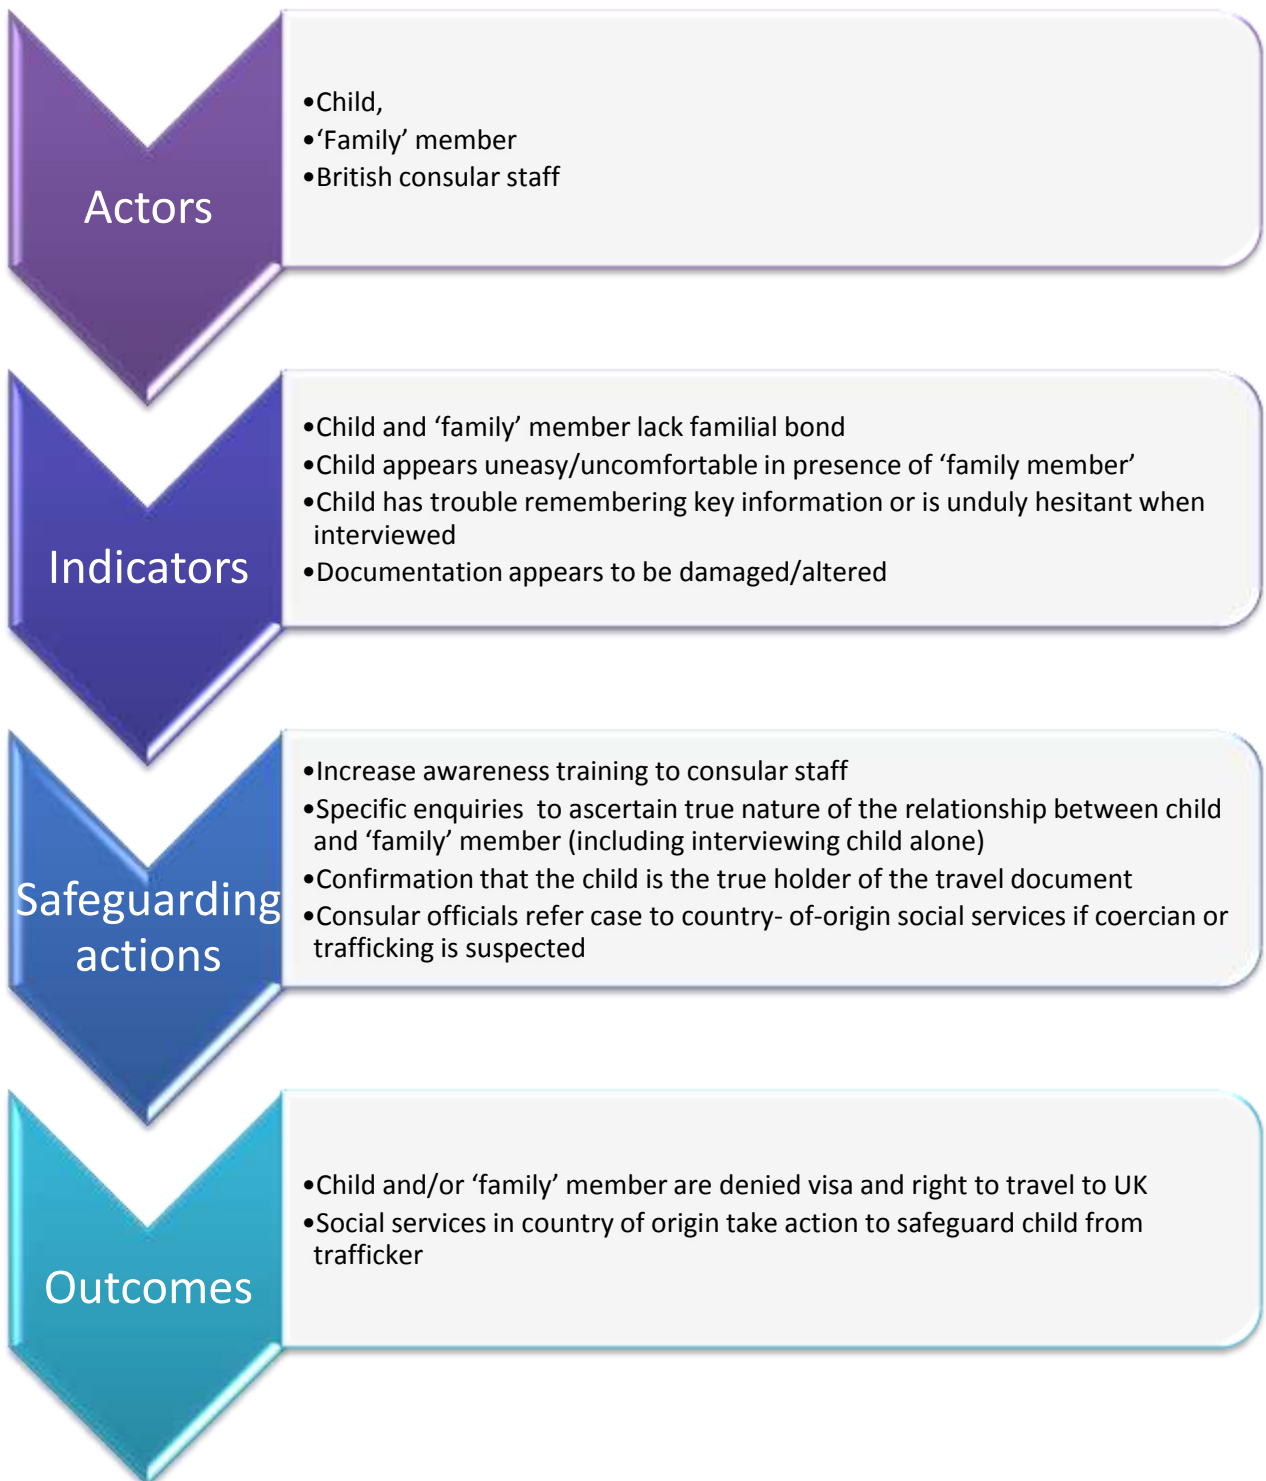 Actors
•Child,
•‘Family’ member
•British consular staff
Indicators
•Child and ‘family’ member lack familial bond
•Child appears uneasy/uncomfortable in presence of ‘family member’
•Child has trouble remembering key information or is unduly hesitant when
interviewed
•Documentation appears to be damaged/altered
Safeguarding
actions
•Increase awareness training to consular staff
•Specific enquiries  to ascertain true nature of the relationship between child
and ‘family’ member (including interviewing child alone)
•Confirmation that the child is the true holder of the travel document
•Consular officials refer case to country- of-origin social services if coercian or
trafficking is suspected
Outcomes
•Child and/or ‘family’ member are denied visa and right to travel to UK
•Social services in country of origin take action to safeguard child from
trafficker